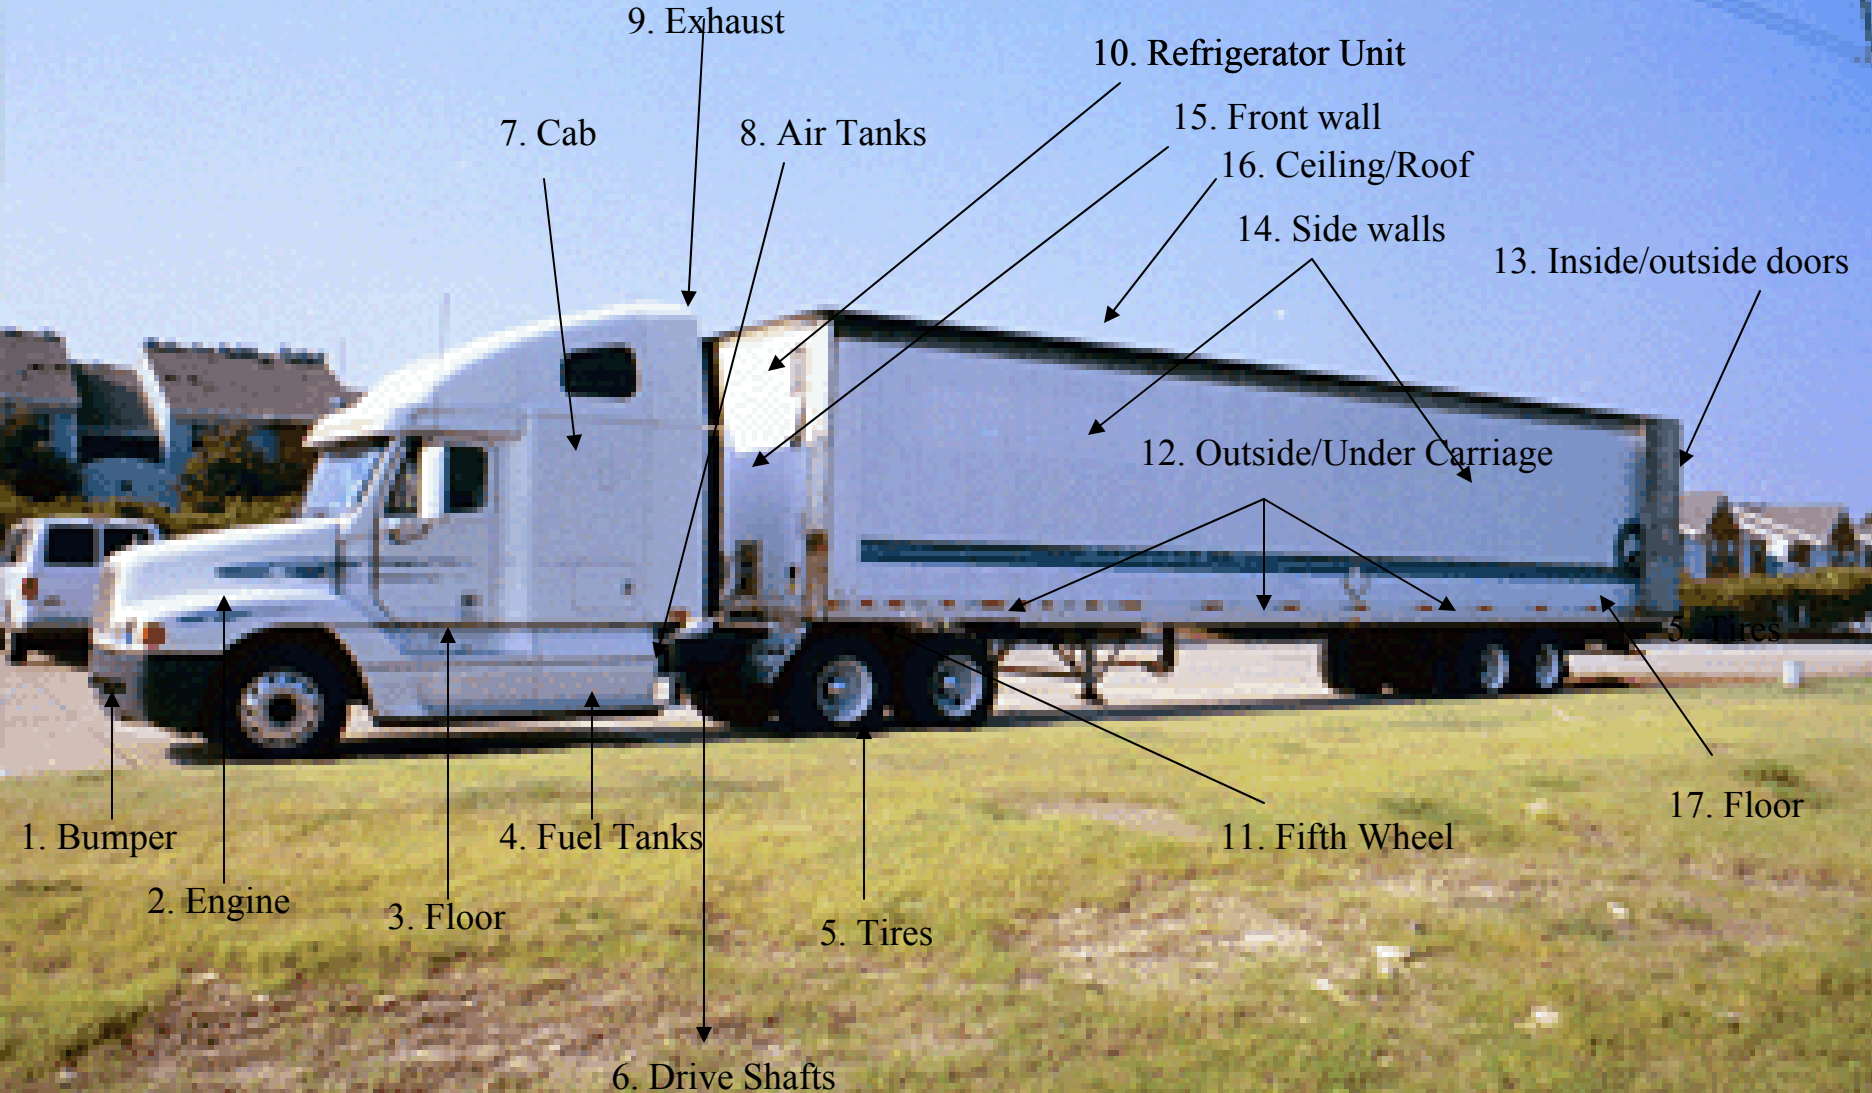 9. Exhaust
10. Refrigerator Unit
7. Cab
8. Air Tanks
15. Front wall
16. Ceiling/Roof
14. Side walls
13. Inside/outside doors
12. Outside/Under Carriage
5. Tires
17. Floor
1. Bumper
4. Fuel Tanks
11. Fifth Wheel
2. Engine
3. Floor
5. Tires
6. Drive Shafts